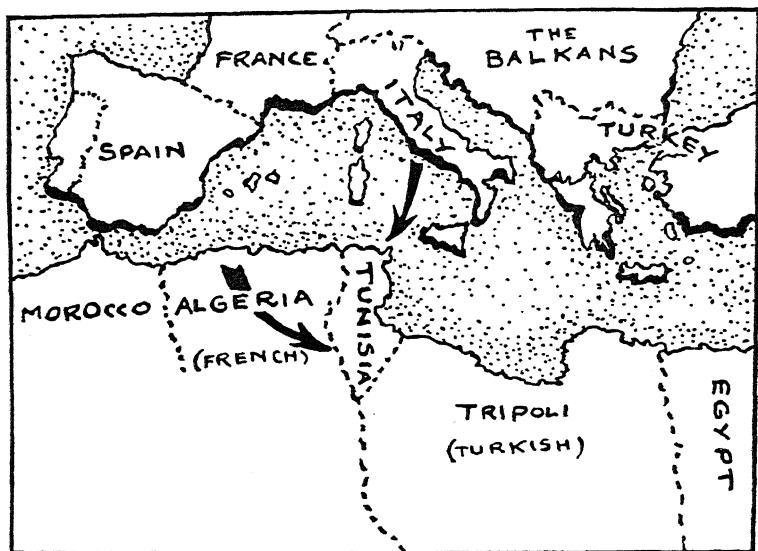 FRANCE
THE
BALKANS
ITALY
TURKEY
SPAIN
MOROCCO
ALGERIA
(FRENCH)
TUNISIA
TRIPOLI
(TURKISH)
EGYPT